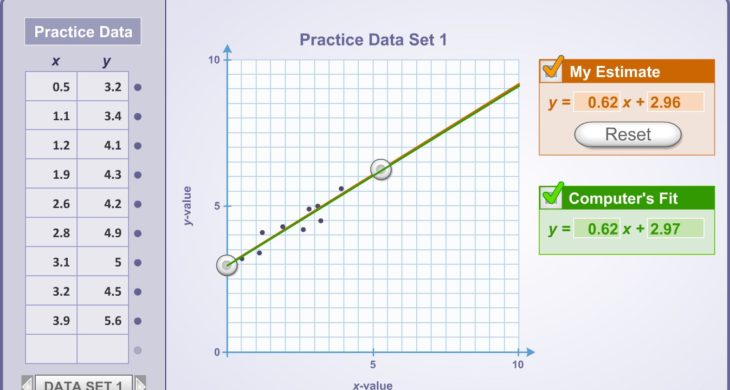 Practice Data
x y
0.5 3.2
1.1 3.4
1.2 4.1
1.9 4.3
2.6 4.2
2.8 4.9
3.1 5
3.2 4.5
3.9 5.6
DATA SET 1
Practice Data Set 1
10
5
0
5 10
y-value
x-value
My Estimate
y = 0.62 x + 2.96
Reset
Computer's Fit
y = 0.62 x + 2.97